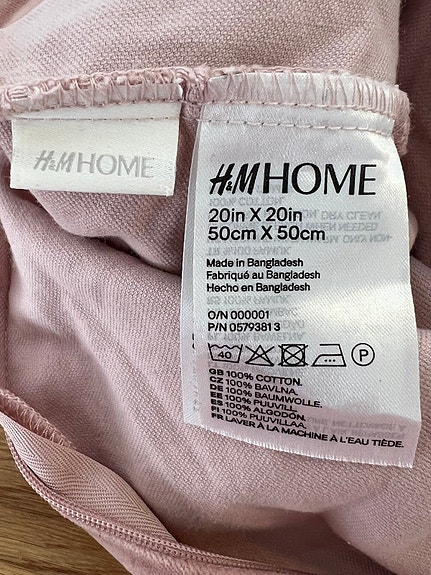 H&M HOME
H&M HOME
20in X 20in
50cm X 50cm
Made in Bangladesh
Fabriqué au Bangladesh
Hecho en Bangladesh
O/N 000001
P/N 05793813
40
P
GB 100% COTTON.
CZ 100% BAVLNA.
DE 100% BAUMWOLLE.
EE 100% PUUVILL.
ES 100% ALGODÓN.
FI 100% PUUVILLAA.
FR LAVER À LA MACHINE À L'EAU TIÈDE.